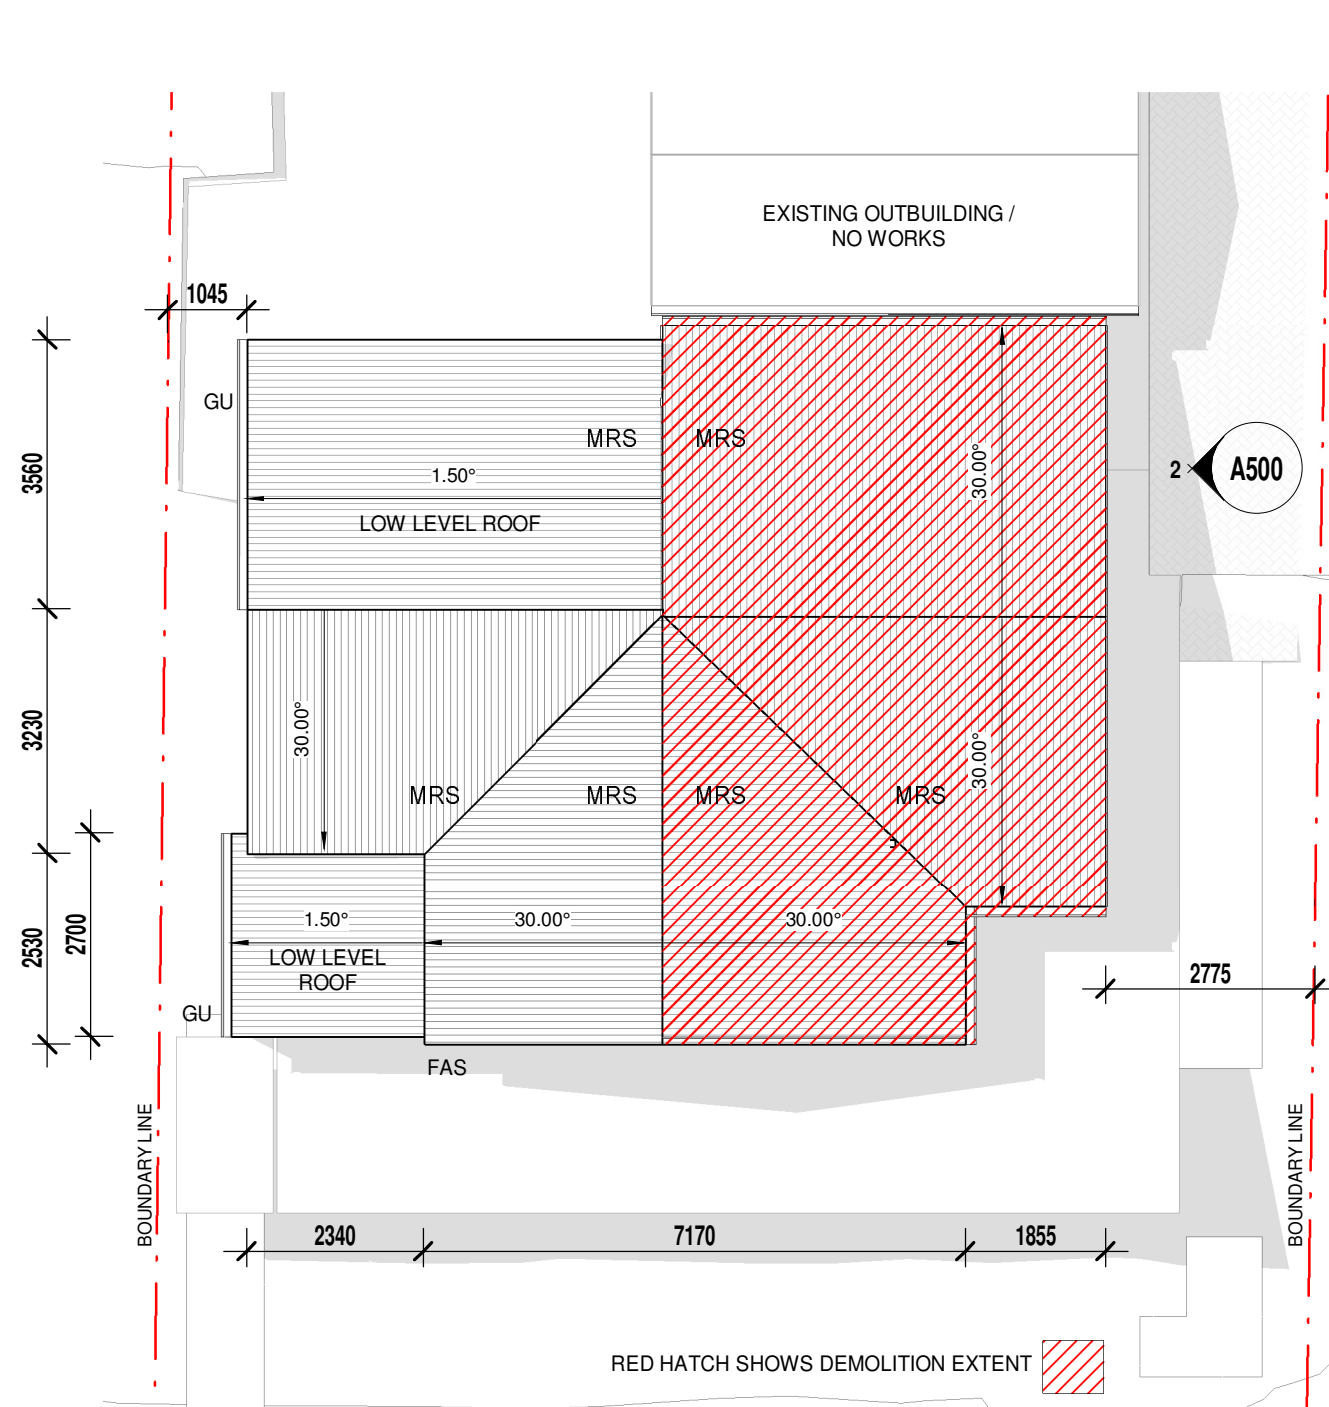 EXISTING OUTBUILDING /
NO WORKS
1045
GU
MRS
MRS
30.00°
2
A500
3560
1.50°
LOW LEVEL ROOF
3230
30.00°
30.00°
MRS
MRS
MRS
MRS
2700
2530
1.50°
30.00°
30.00°
LOW LEVEL
ROOF
2775
GU
FAS
BOUNDARY LINE
BOUNDARY LINE
2340
7170
1855
RED HATCH SHOWS DEMOLITION EXTENT